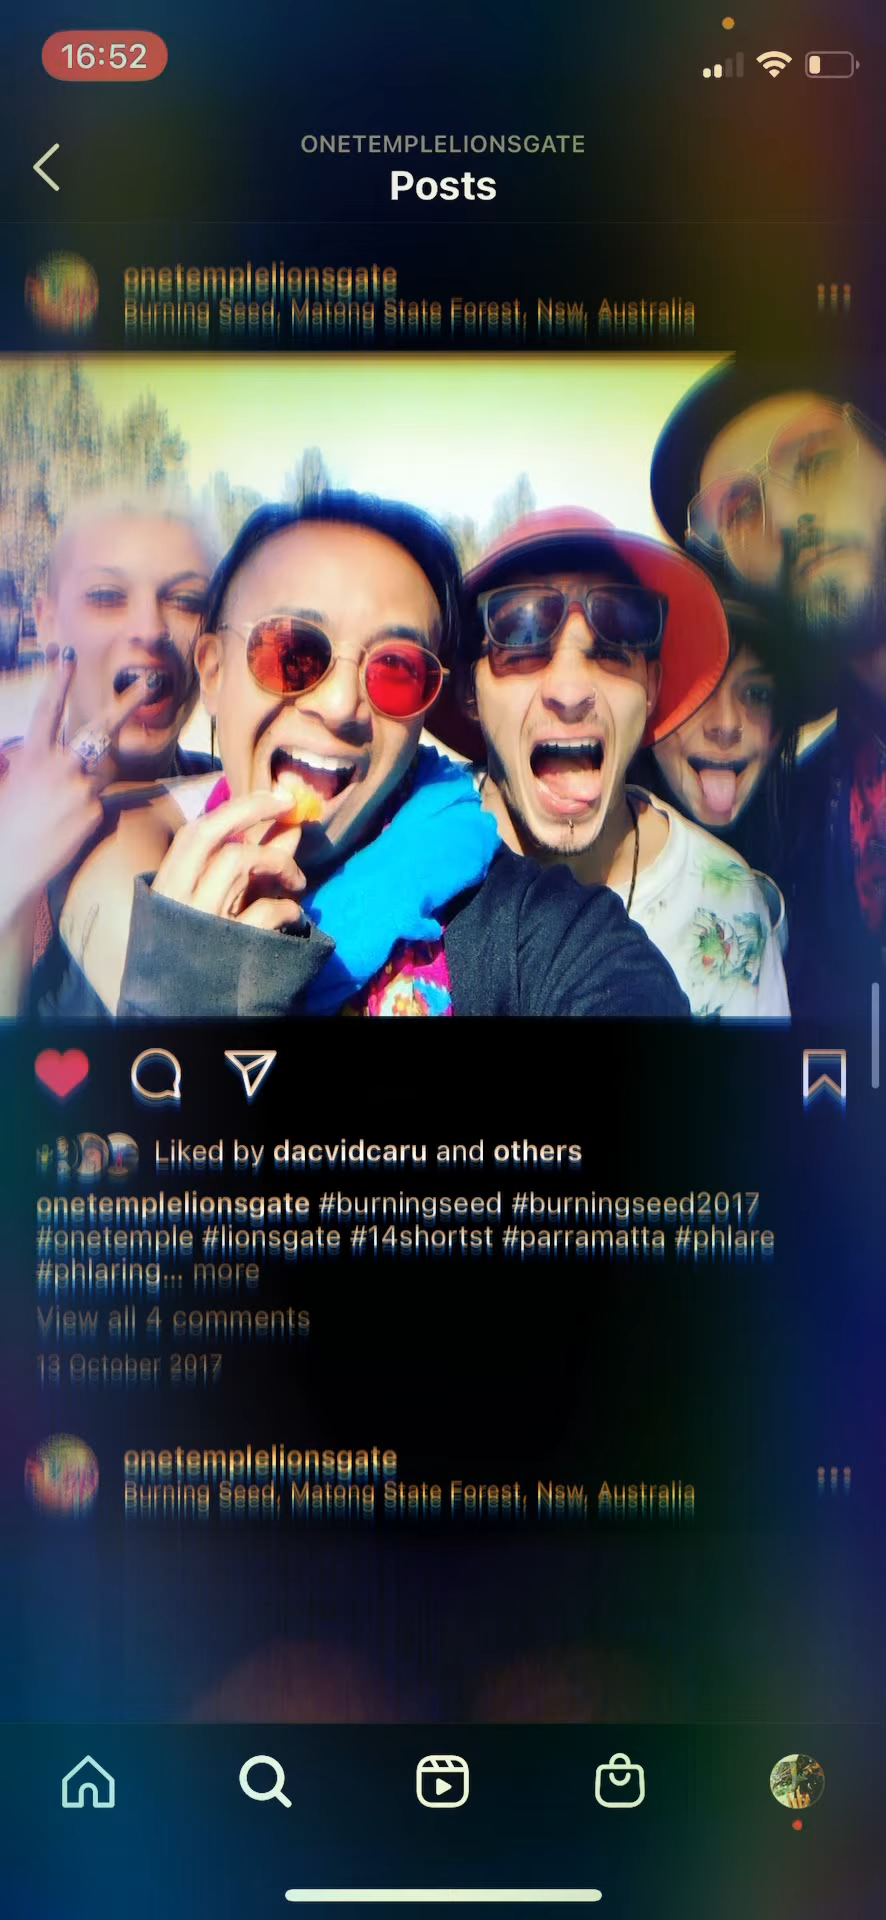 16:52
ONETEMPLELIONSGATE
Posts
onetemplelionsgate
Burning Seed, Matong State Forest, Nsw, Australia
Liked by dacvidcaru and others
onetemplelionsgate #burningseed #burningseed2017
#onetemple #lionsgate #14shortst #parramatta #phlare
#phlaring... more
View all 4 comments
13 October 2017
onetemplelionsgate
Burning Seed, Matong State Forest, Nsw, Australia